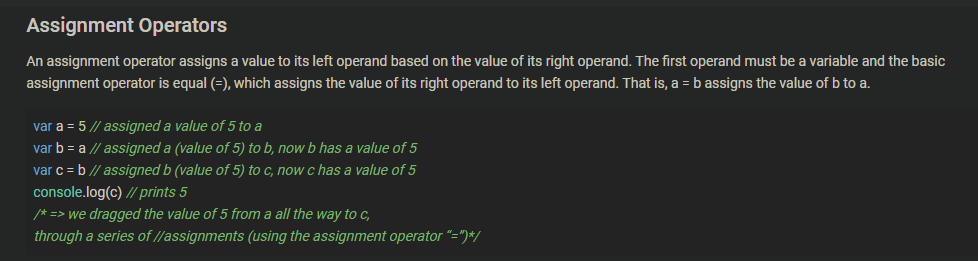 Assignment Operators
An assignment operator assigns a value to its left operand based on the value of its right operand. The first operand must be a variable and the basic
assignment operator is equal (=), which assigns the value of its right operand to its left operand. That is, a = b assigns the value of b to a.
var a = 5 // assigned a value of 5 to a
var b = a // assigned a (value of 5) to b, now b has a value of 5
var c = b // assigned b (value of 5) to c, now c has a value of 5
console.log(c) // prints 5
/* => we dragged the value of 5 from a all the way to c,
through a series of //assignments (using the assignment operator “=”)*/